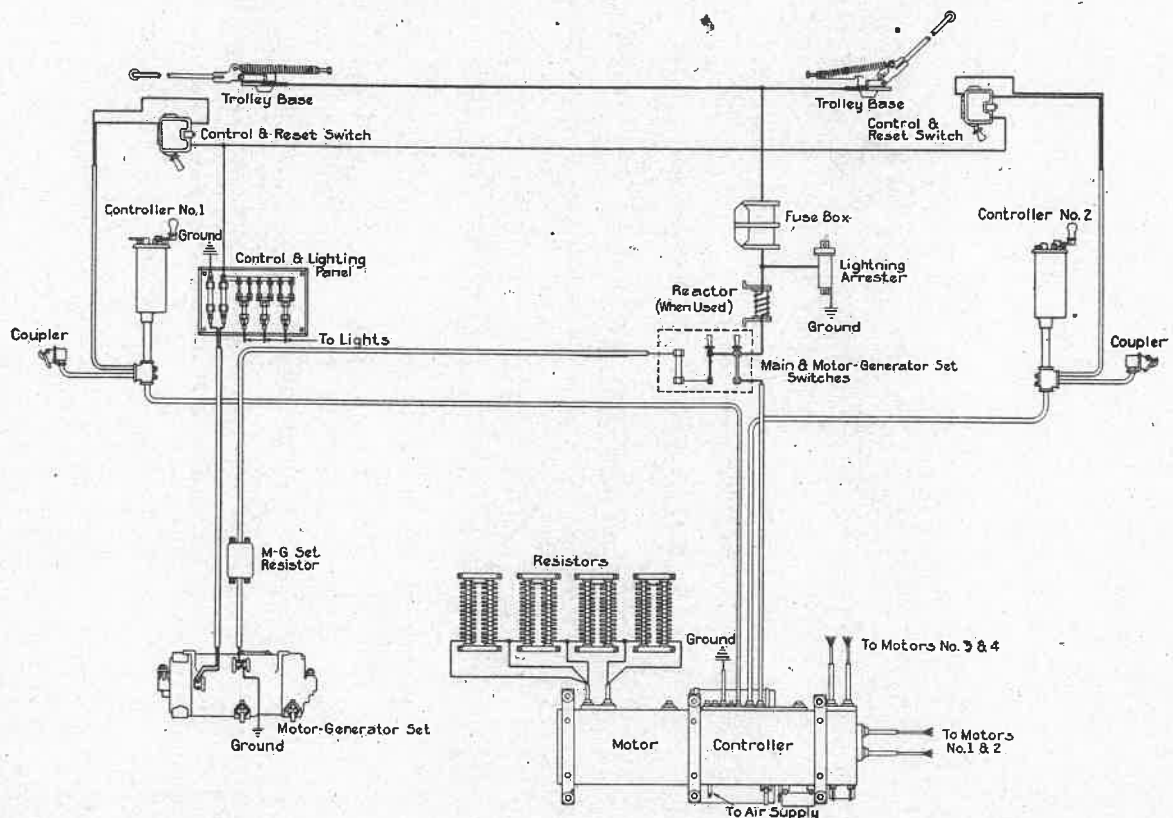 Trolley Base
Trolley Base
Control & Reset Switch
Control &
Reset Switch
Controller No.1
Ground
Fuse Box
Controller No. 2
Control & Lighting
Panel
Lightning
Arrester
Reactor
(When Used)
Ground
Coupler
To Lights
Coupler
Main & Motor-Generator Set
Switches
M-G Set
Resistor
Resistors
Ground
To Motors No. 3 & 4
Motor-Generator Set
Ground
Motor
Controller
To Motors
No. 1 & 2
To Air Supply